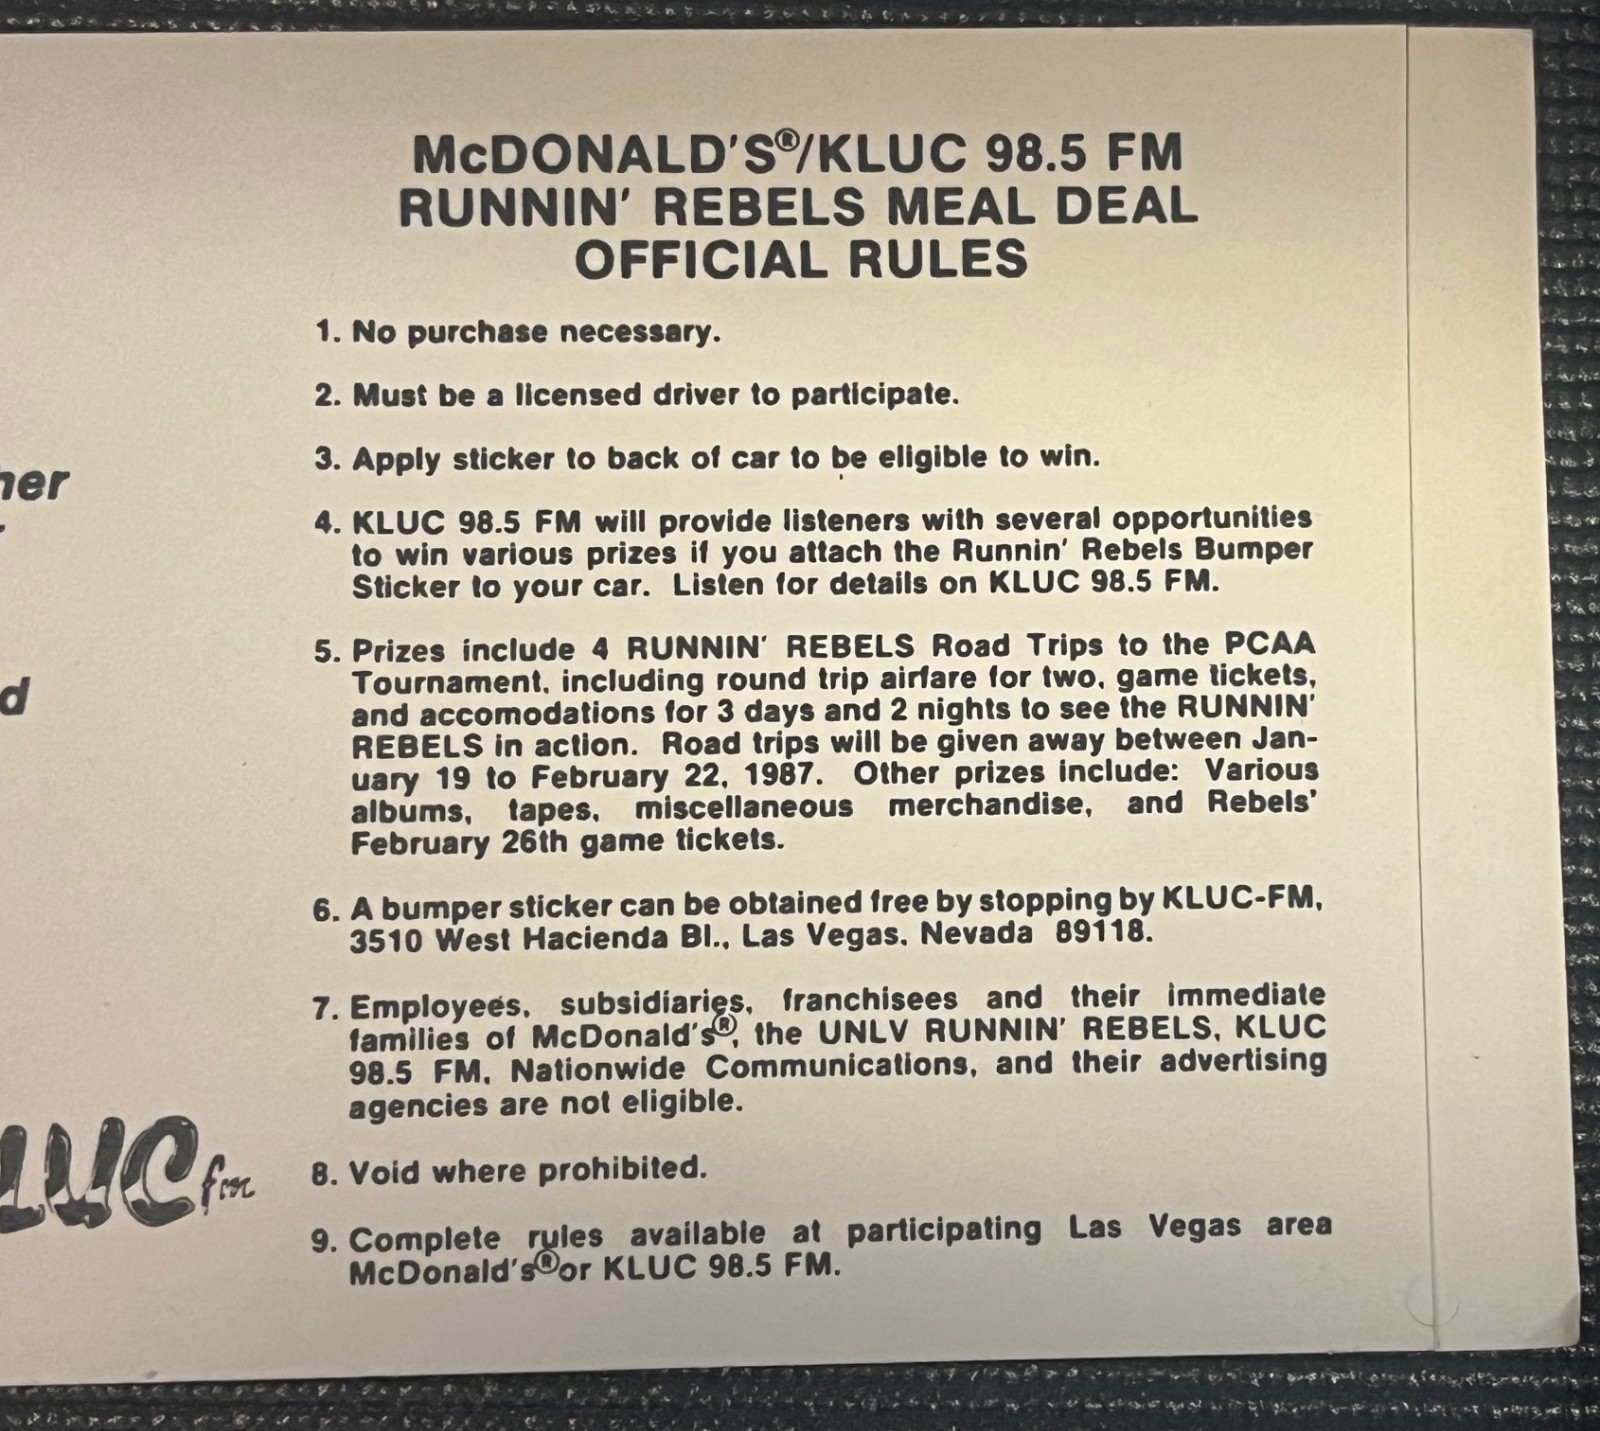 McDONALD'S®/KLUC 98.5 FM
RUNNIN' REBELS MEAL DEAL
OFFICIAL RULES
1. No purchase necessary.
2. Must be a licensed driver to participate.
3. Apply sticker to back of car to be eligible to win.
4. KLUC 98.5 FM will provide listeners with several opportunities
to win various prizes if you attach the Runnin' Rebels Bumper
Sticker to your car. Listen for details on KLUC 98.5 FM.
5. Prizes include 4 RUNNIN' REBELS Road Trips to the PCAA
Tournament, including round trip airfare for two, game tickets,
and accomodations for 3 days and 2 nights to see the RUNNIN'
REBELS in action. Road trips will be given away between Jan-
uary 19 to February 22, 1987. Other prizes include: Various
albums, tapes, miscellaneous merchandise, and Rebels'
February 26th game tickets.
6. A bumper sticker can be obtained free by stopping by KLUC-FM,
3510 West Hacienda Bl., Las Vegas, Nevada 89118.
7. Employees, subsidiaries, franchisees and their immediate
families of McDonald's®, the UNLV RUNNIN' REBELS, KLUC
98.5 FM, Nationwide Communications, and their advertising
agencies are not eligible.
8. Void where prohibited.
9. Complete rules available at participating Las Vegas area
McDonald's® or KLUC 98.5 FM.
her
d
LUC fm